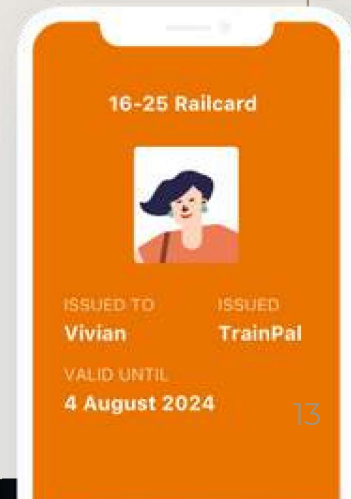 16-25 Railcard
ISSUED TO ISSUED
Vivian TrainPal
VALID UNTIL
4 August 2024
13